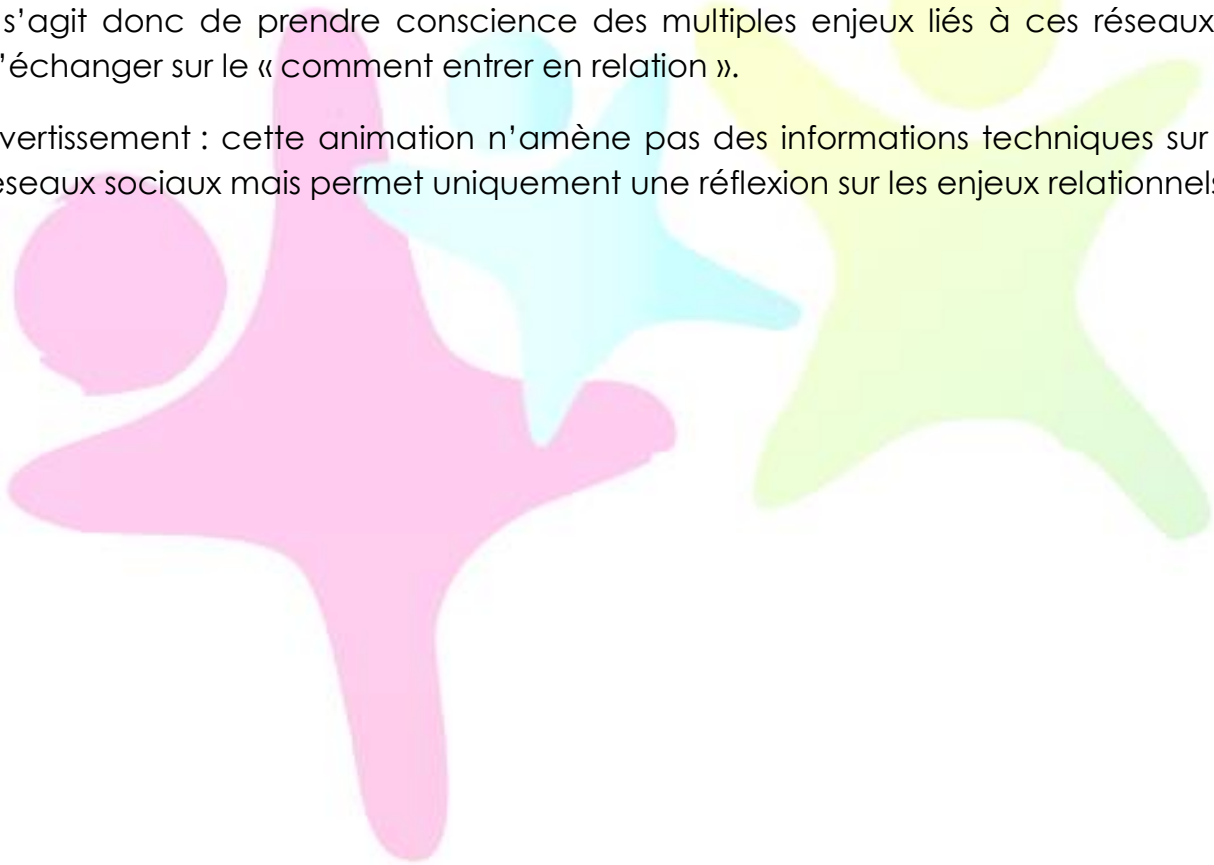 s’agit donc de prendre conscience des multiples enjeux liés à ces réseaux
’échanger sur le « comment entrer en relation ».
vertissement : cette animation n’amène pas des informations techniques sur
éseaux sociaux mais permet uniquement une réflexion sur les enjeux relationnels